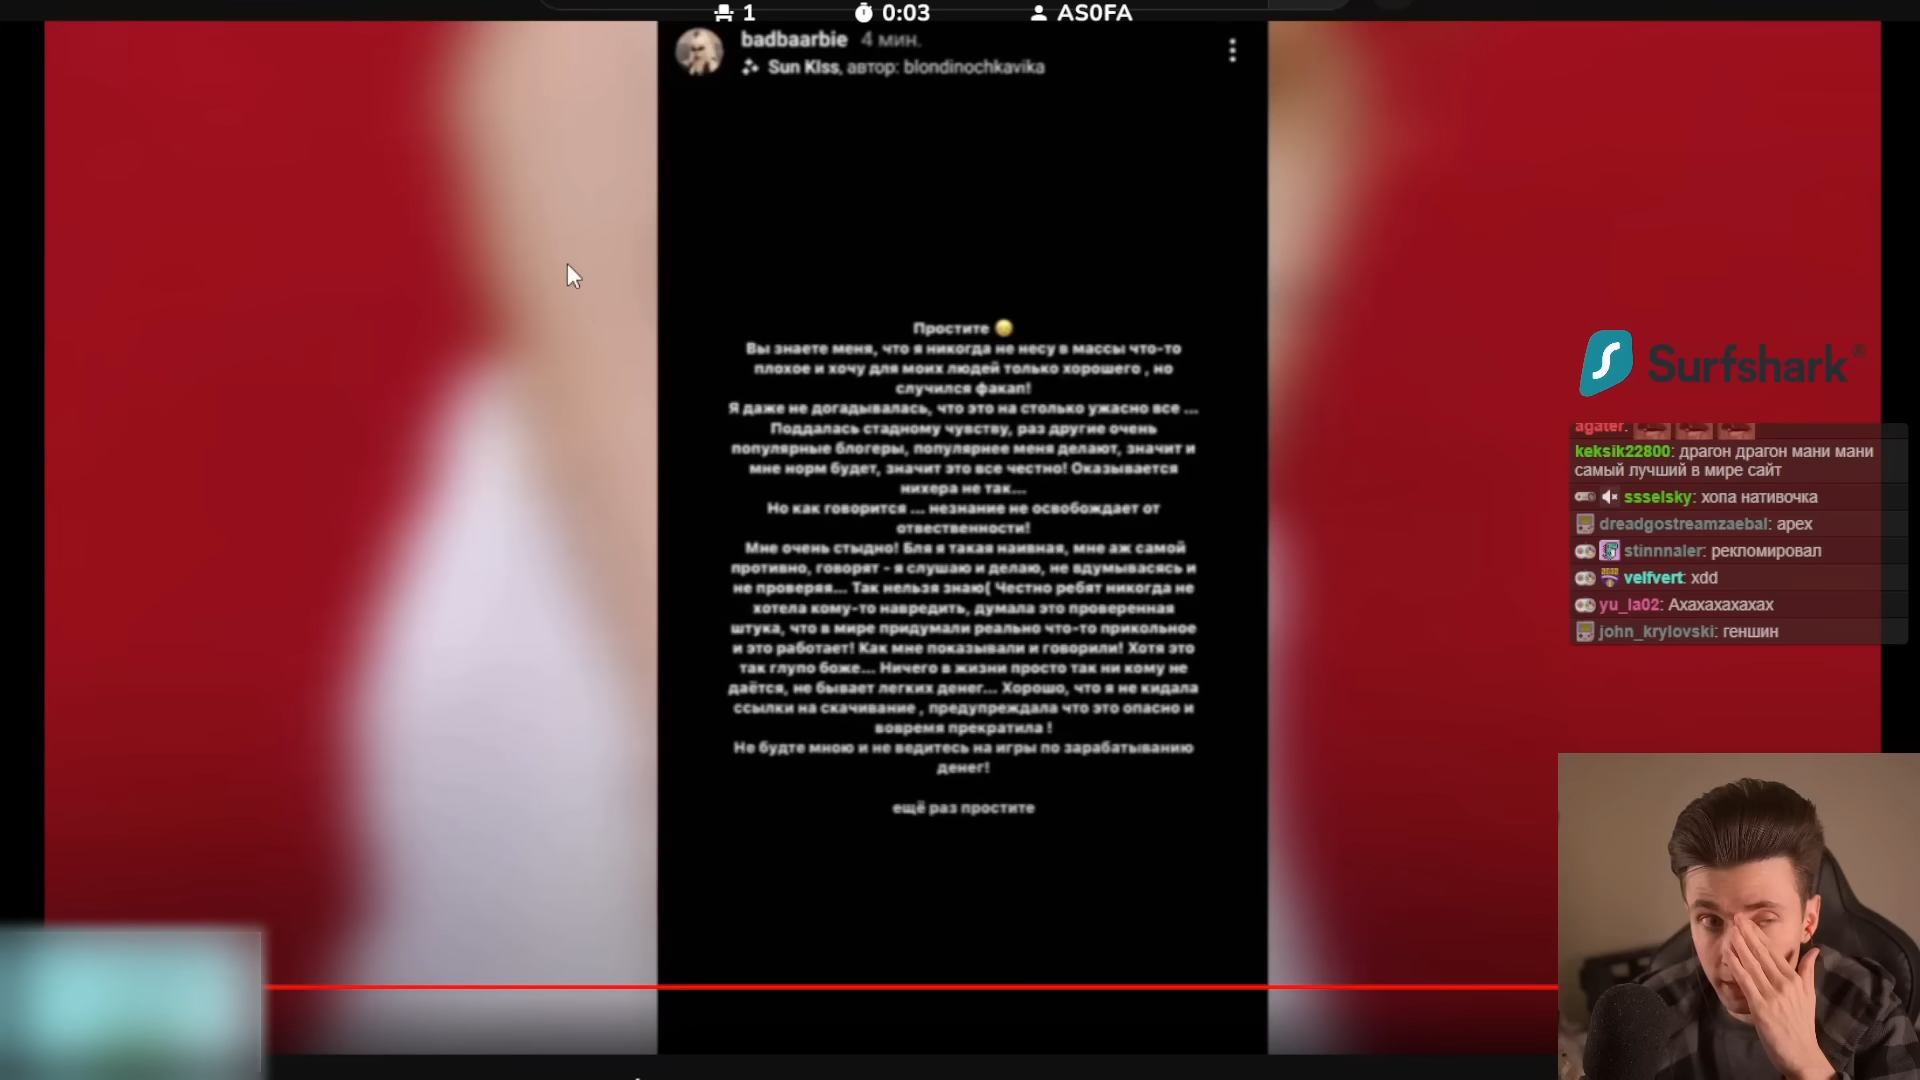 1
0:03
AS0FA
badbaarbie 4 мин.
Sun KIss, автор: blondinochkavika
Простите
Вы знаете меня, что я никогда не несу в массы что-то
плохое и хочу для моих людей только хорошего , но
случился факап!
Я даже не догадывалась, что это на столько ужасно все ...
Поддалась стадному чувству, раз другие очень
популярные блогеры, популярнее меня делают, значит и
мне норм будет, значит это все честно! Оказывается
нихера не так...
Но как говорится ... незнание не освобождает от
отвественности!
Мне очень стыдно! Бля я такая наивная, мне аж самой
противно, говорят - я слушаю и делаю, не вдумывасясь и
не проверяя... Так нельзя знаю( Честно ребят никогда не
хотела кому-то навредить, думала это проверенная
штука, что в мире придумали реально что-то прикольное
и это работает! Как мне показывали и говорили! Хотя это
так глупо боже... Ничего в жизни просто так ни кому не
даётся, не бывает легких денег... Хорошо, что я не кидала
ссылки на скачивание , предупреждала что это опасно и
вовремя прекратила !
Не будте мною и не ведитесь на игры по зарабатыванию
денег!
ещё раз простите
Surfshark®
agater:
keksik22800: драгон драгон мани мани
самый лучший в мире сайт
ssselsky: хопа нативочка
dreadgostreamzaebal: apex
stinnnaler: рекломировал
velfvert: xdd
yu_la02: Ахахахахахах
john_krylovski: геншин